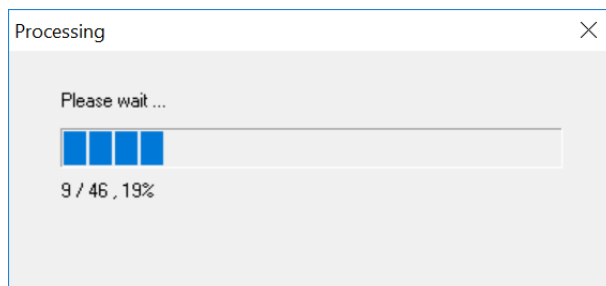 Processing
Please wait ...
9 / 46 , 19%